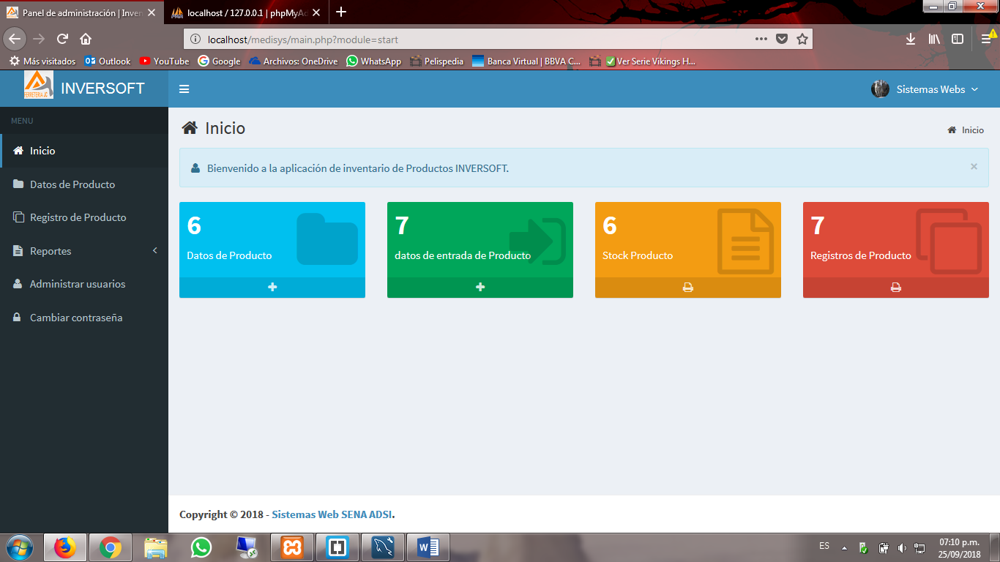 Panel de administración | Inven
localhost / 127.0.0.1 | phpMyAd
localhost/medisys/main.php?module=start
Más visitados
Outlook
YouTube
Google
Archivos: OneDrive
WhatsApp
Pelispedia
Banca Virtual | BBVA C...
Ver Serie Vikings H...
FERRETERIA JC
INVERSOFT
Sistemas Webs
MENU
Inicio
Datos de Producto
Registro de Producto
Reportes
Administrar usuarios
Cambiar contraseña
Inicio
Inicio
Bienvenido a la aplicación de inventario de Productos INVERSOFT.
×
6
Datos de Producto
7
datos de entrada de Producto
6
Stock Producto
7
Registros de Producto
Copyright © 2018 - Sistemas Web SENA ADSI.
ES
07:10 p.m.
25/09/2018